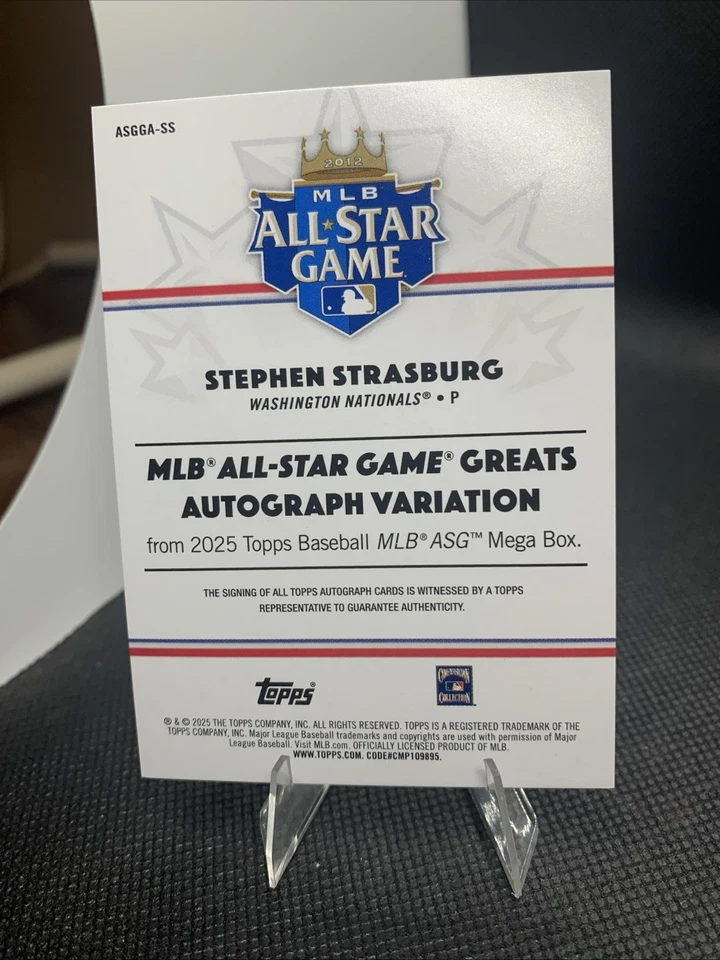 ASGGA-SS
2012
MLB
ALL★STAR
GAME
STEPHEN STRASBURG
WASHINGTON NATIONALS® • P
MLB® ALL-STAR GAME® GREATS
AUTOGRAPH VARIATION
from 2025 Topps Baseball MLB® ASG™ Mega Box.
THE SIGNING OF ALL TOPPS AUTOGRAPH CARDS IS WITNESSED BY A TOPPS
REPRESENTATIVE TO GUARANTEE AUTHENTICITY.
topps®
COOPERSTOWN
COLLECTION
® & © 2025 THE TOPPS COMPANY, INC. ALL RIGHTS RESERVED. TOPPS IS A REGISTERED TRADEMARK OF THE
TOPPS COMPANY, INC. Major League Baseball trademarks and copyrights are used with permission of Major
League Baseball. Visit MLB.com. OFFICIALLY LICENSED PRODUCT OF MLB.
WWW.TOPPS.COM. CODE#CMP109895.